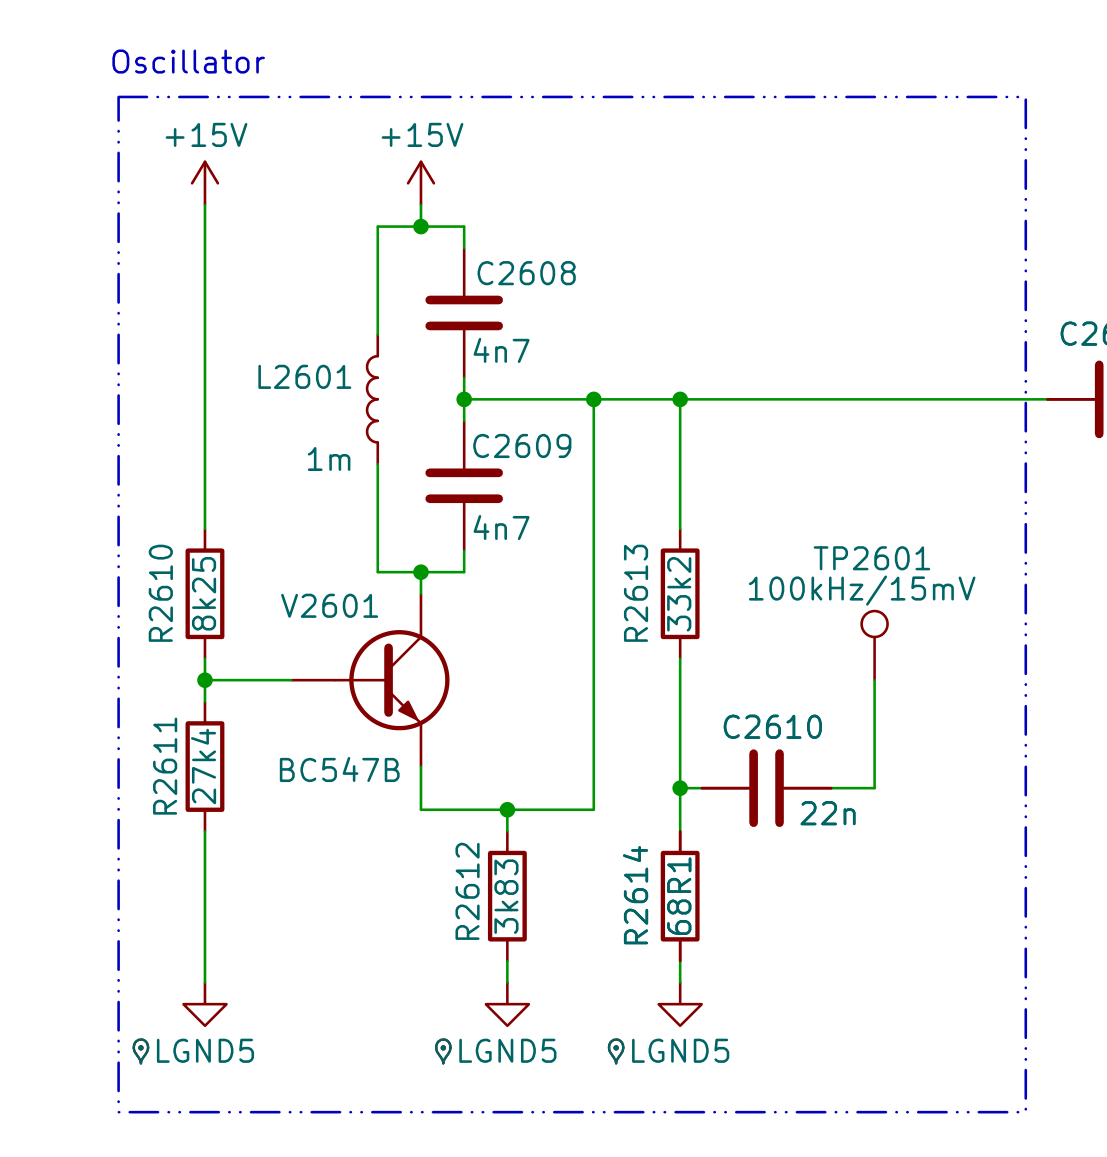 Oscillator
+15V
+15V
C2608
4n7
C26
L2601
1m
C2609
4n7
R2610
8k25
V2601
R2613
33k2
TP2601
100kHz/15mV
R2611
27k4
BC547B
C2610
22n
R2612
3k83
R2614
68R1
LGND5
LGND5
LGND5